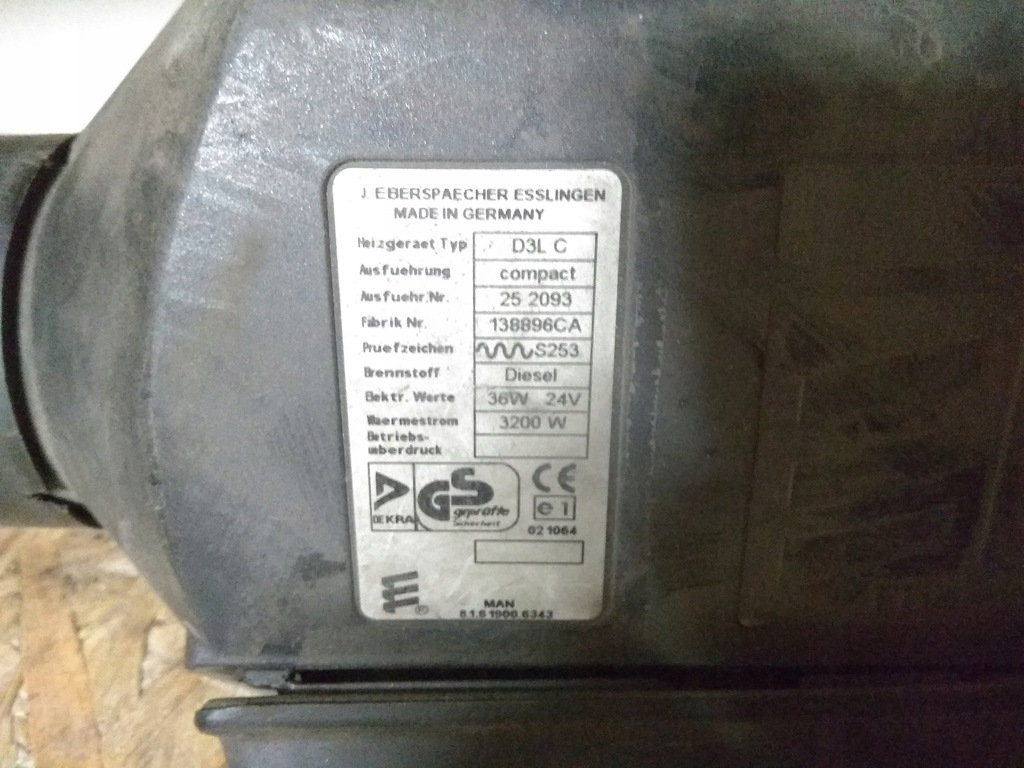 J. EBERSPAECHER ESSLINGEN
MADE IN GERMANY
Heizgeraet Typ D3L C
Ausfuehrung compact
Ausfuehr.Nr. 25 2093
Fabrik Nr. 138896CA
Pruefzeichen S253
Brennstoff Diesel
Elektr. Werte 36W 24V
Waermestrom 3200 W
Betriebs-
ueberdruck
DEKRA GS geprüfte Sicherheit CE
e1
021064
MAN
81.61900.6343